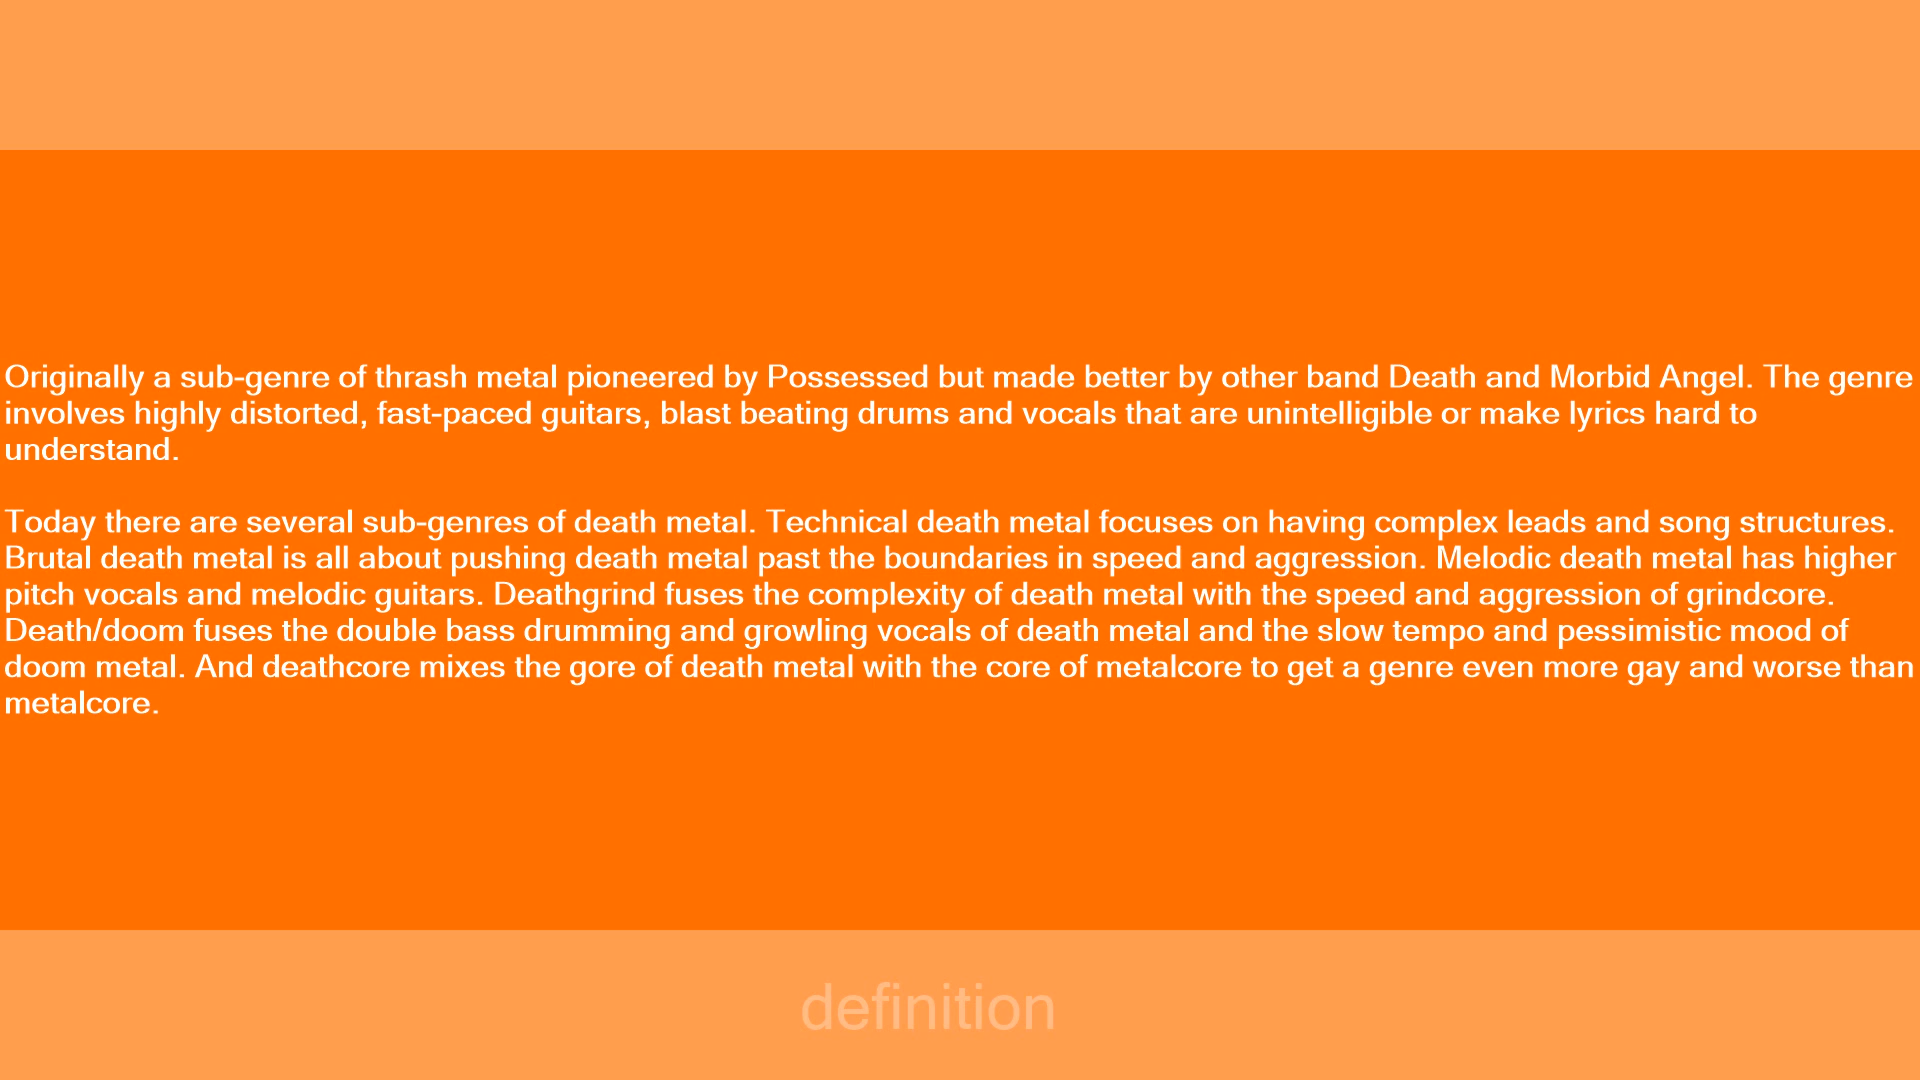 Originally a sub-genre of thrash metal pioneered by Possessed but made better by other band Death and Morbid Angel. The genre
involves highly distorted, fast-paced guitars, blast beating drums and vocals that are unintelligible or make lyrics hard to
understand.
Today there are several sub-genres of death metal. Technical death metal focuses on having complex leads and song structures.
Brutal death metal is all about pushing death metal past the boundaries in speed and aggression. Melodic death metal has higher
pitch vocals and melodic guitars. Deathgrind fuses the complexity of death metal with the speed and aggression of grindcore.
Death/doom fuses the double bass drumming and growling vocals of death metal and the slow tempo and pessimistic mood of
doom metal. And deathcore mixes the gore of death metal with the core of metalcore to get a genre even more gay and worse than
metalcore.
definition